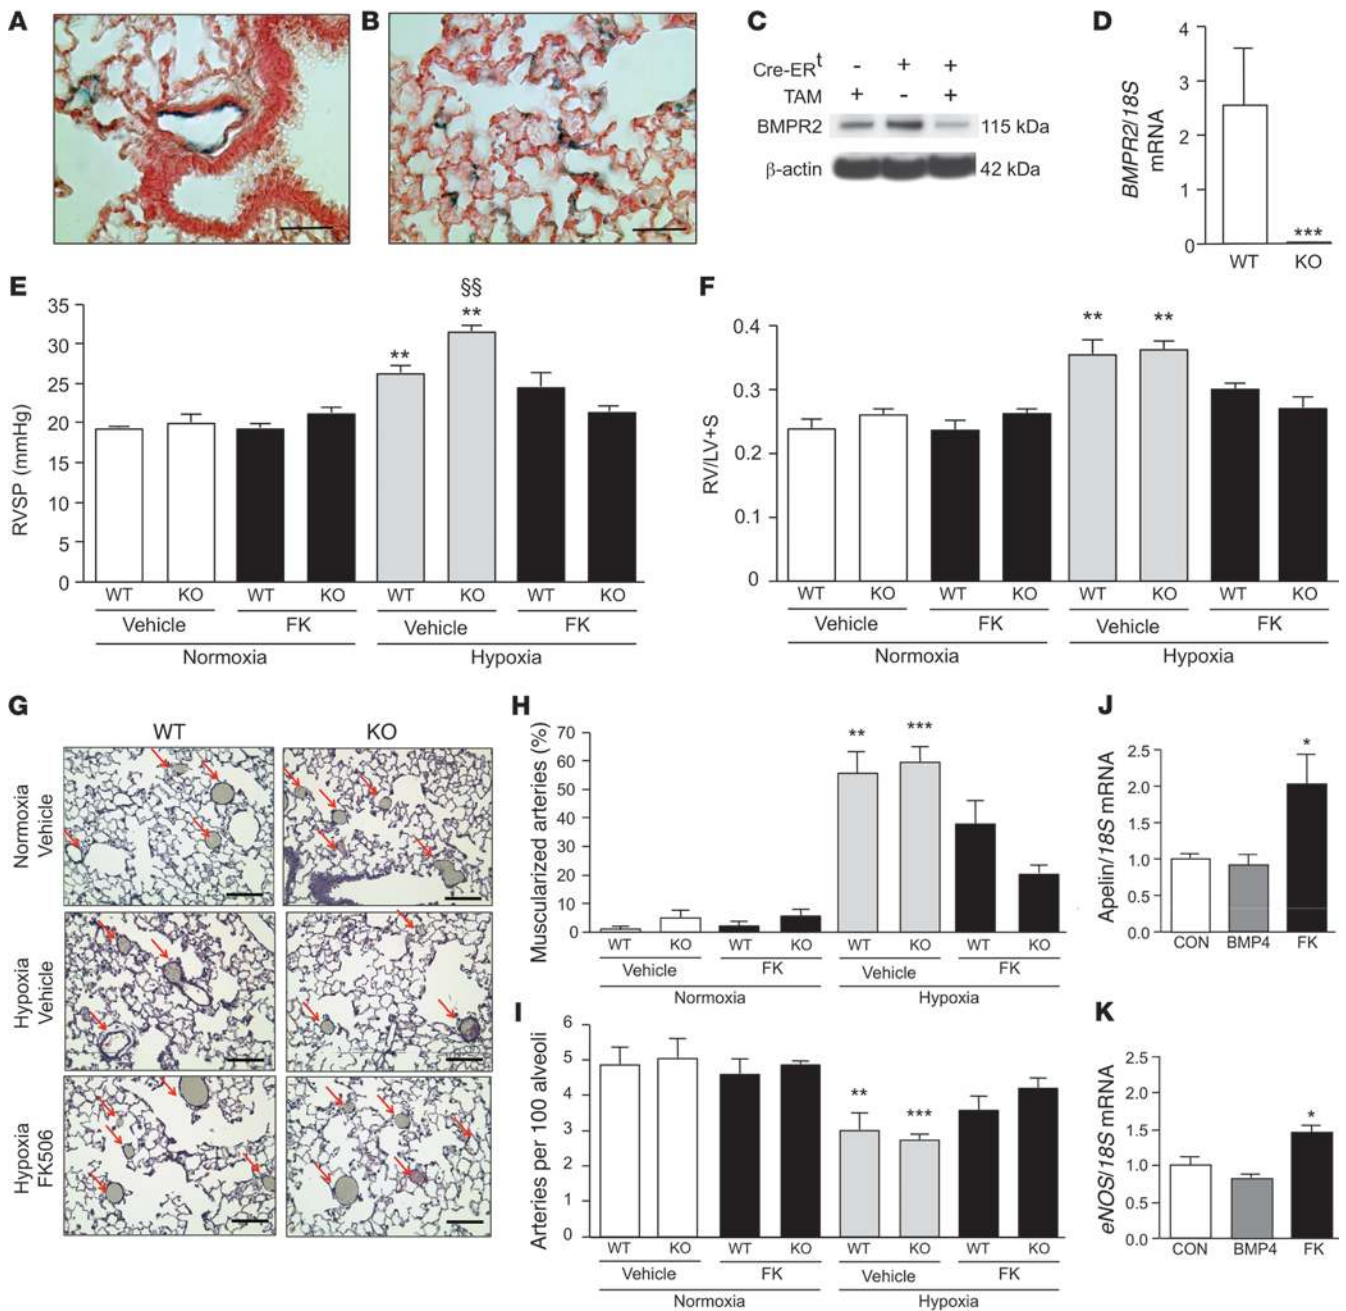 A
B
C
Cre-ERt - + +
TAM + - +
BMPR2 115 kDa
β-actin 42 kDa
D
BMPR2/18S
mRNA
4
3
2
1
0
***
WT KO
E
RVSP (mmHg)
35
30
25
20
15
10
5
0
**
§§
**
WT KO WT KO WT KO WT KO
Vehicle FK Vehicle FK
Normoxia Hypoxia
F
RV/LV+S
0.4
0.3
0.2
0.1
0
** **
WT KO WT KO WT KO WT KO
Vehicle FK Vehicle FK
Normoxia Hypoxia
G
WT KO
Normoxia
Vehicle
Hypoxia
Vehicle
Hypoxia
FK506
H
Muscularized arteries (%)
70
60
50
40
30
20
10
0
** ***
WT KO WT KO WT KO WT KO
Vehicle FK Vehicle FK
Normoxia Hypoxia
I
Arteries per 100 alveoli
6
5
4
3
2
1
0
** ***
WT KO WT KO WT KO WT KO
Vehicle FK Vehicle FK
Normoxia Hypoxia
J
Apelin/18S mRNA
2.5
2.0
1.5
1.0
0.5
0.0
*
CON BMP4 FK
K
eNOS/18S mRNA
2.5
2.0
1.5
1.0
0.5
0.0
*
CON BMP4 FK